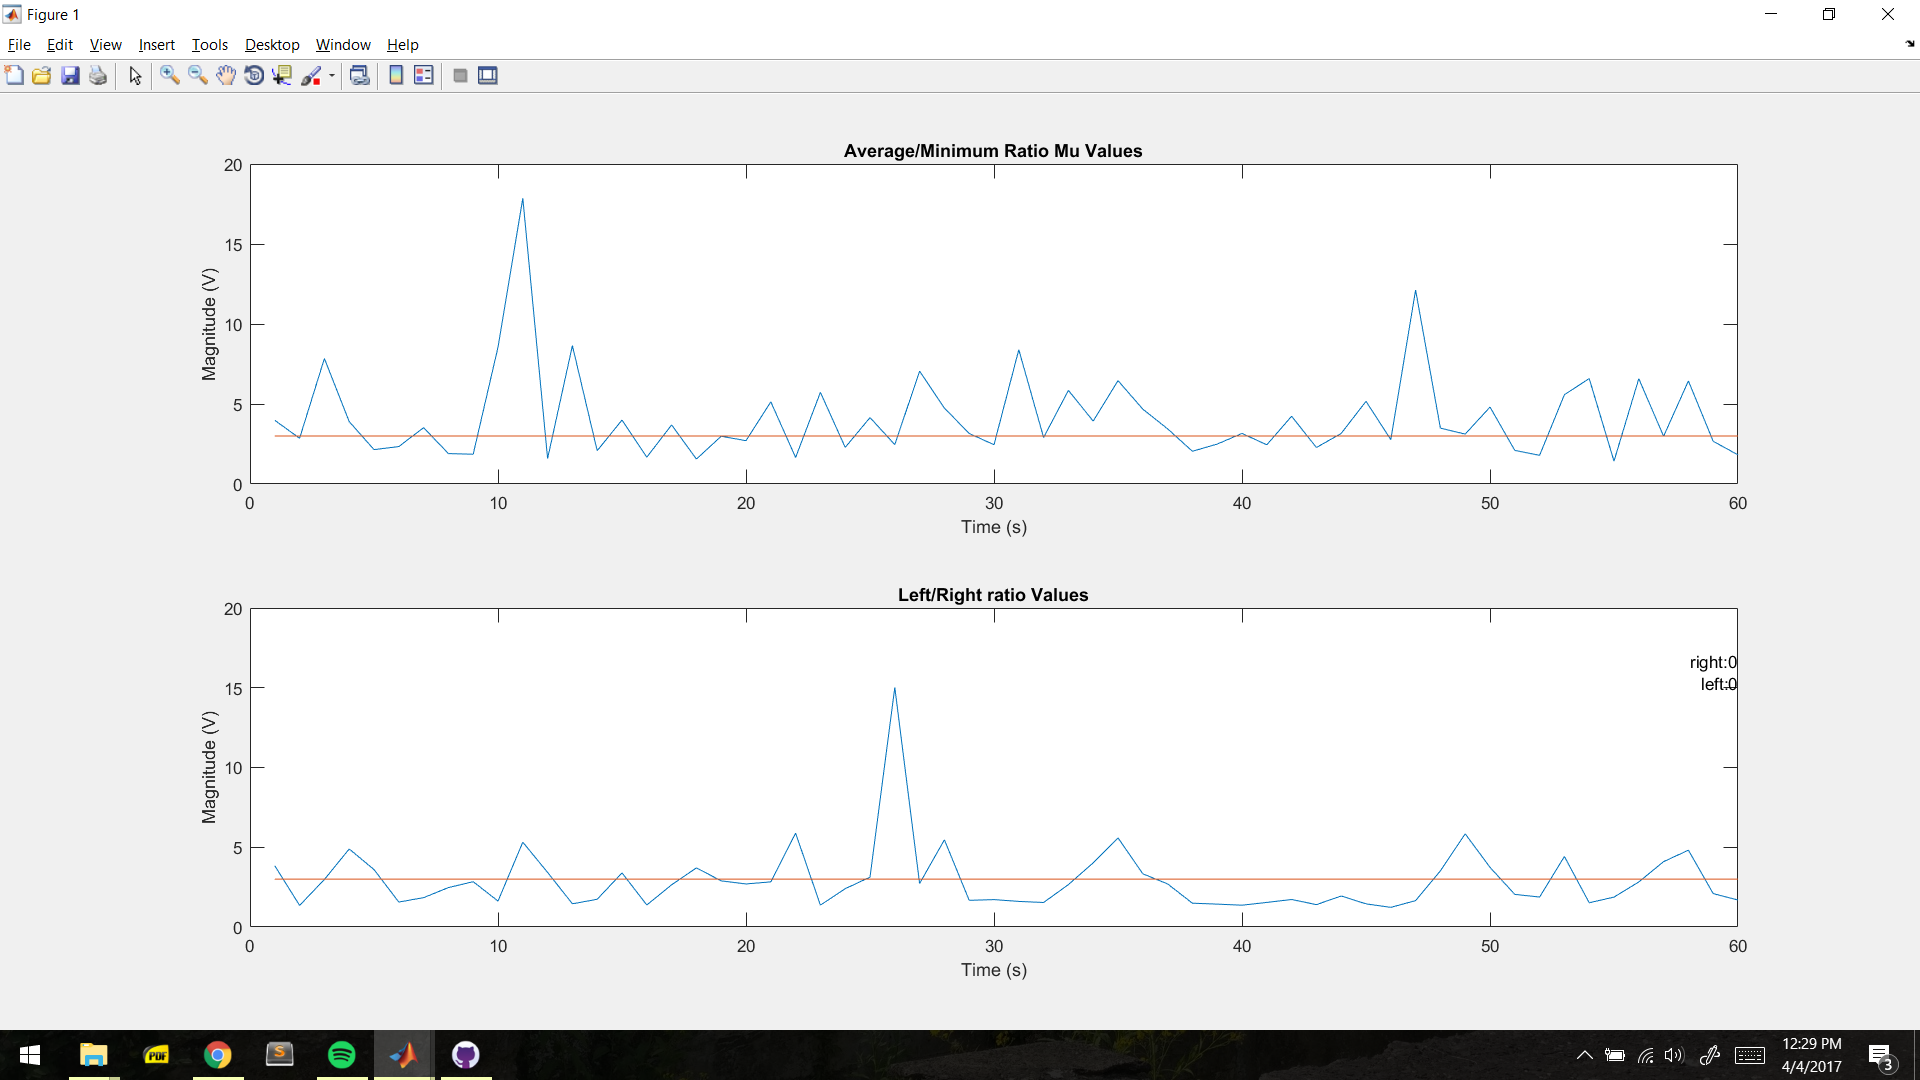 Figure 1
File Edit View Insert Tools Desktop Window Help
Average/Minimum Ratio Mu Values
20
15
10
5
0
Magnitude (V)
0 10 20 30 40 50 60
Time (s)
Left/Right ratio Values
20
15
10
5
0
Magnitude (V)
right:0
left:0
0 10 20 30 40 50 60
Time (s)
PDF
S
12:29 PM
4/4/2017
3